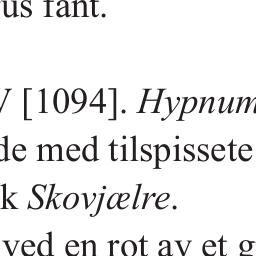 us fant.
[1094]. Hypnum
de med tilspissete
k Skovjælre.
ved en rot av et g